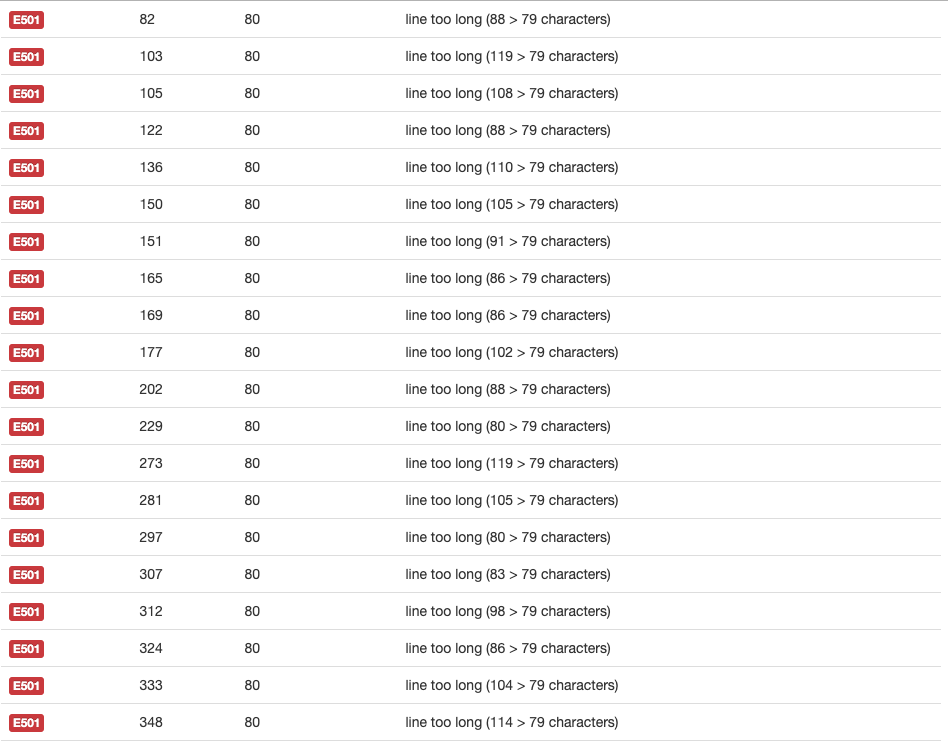 E501 82 80 line too long (88 > 79 characters)
E501 103 80 line too long (119 > 79 characters)
E501 105 80 line too long (108 > 79 characters)
E501 122 80 line too long (88 > 79 characters)
E501 136 80 line too long (110 > 79 characters)
E501 150 80 line too long (105 > 79 characters)
E501 151 80 line too long (91 > 79 characters)
E501 165 80 line too long (86 > 79 characters)
E501 169 80 line too long (86 > 79 characters)
E501 177 80 line too long (102 > 79 characters)
E501 202 80 line too long (88 > 79 characters)
E501 229 80 line too long (80 > 79 characters)
E501 273 80 line too long (119 > 79 characters)
E501 281 80 line too long (105 > 79 characters)
E501 297 80 line too long (80 > 79 characters)
E501 307 80 line too long (83 > 79 characters)
E501 312 80 line too long (98 > 79 characters)
E501 324 80 line too long (86 > 79 characters)
E501 333 80 line too long (104 > 79 characters)
E501 348 80 line too long (114 > 79 characters)